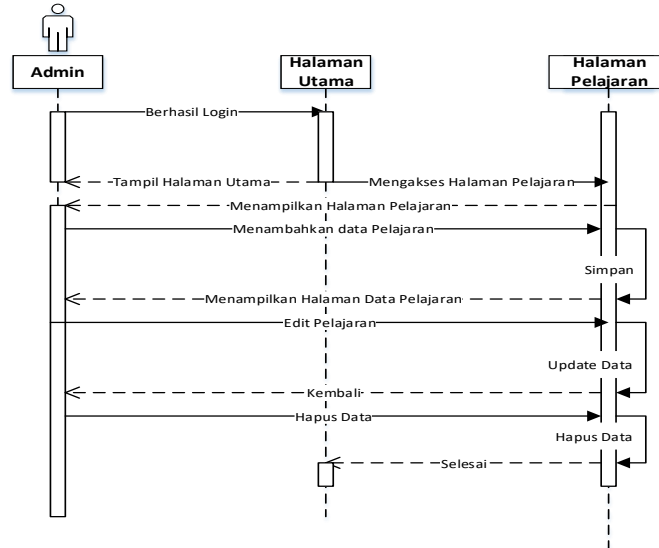 Admin
Halaman
Utama
Halaman
Pelajaran
Berhasil Login
Tampil Halaman Utama
Mengakses Halaman Pelajaran
Menampilkan Halaman Pelajaran
Menambahkan data Pelajaran
Simpan
Menampilkan Halaman Data Pelajaran
Edit Pelajaran
Update Data
Kembali
Hapus Data
Hapus Data
Selesai